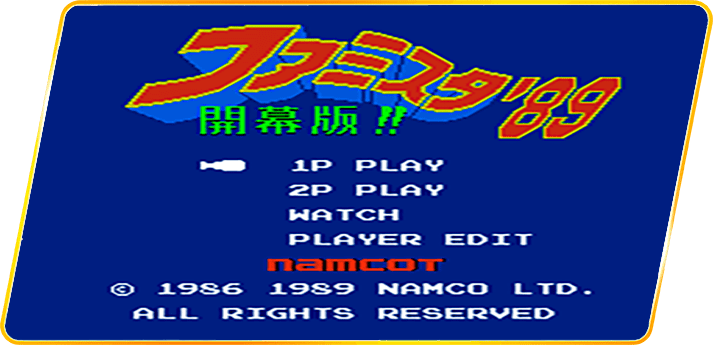 ファミスタ'89
開幕版!!
1P PLAY
2P PLAY
WATCH
PLAYER EDIT
namcot
© 1986 1989 NAMCO LTD.
ALL RIGHTS RESERVED